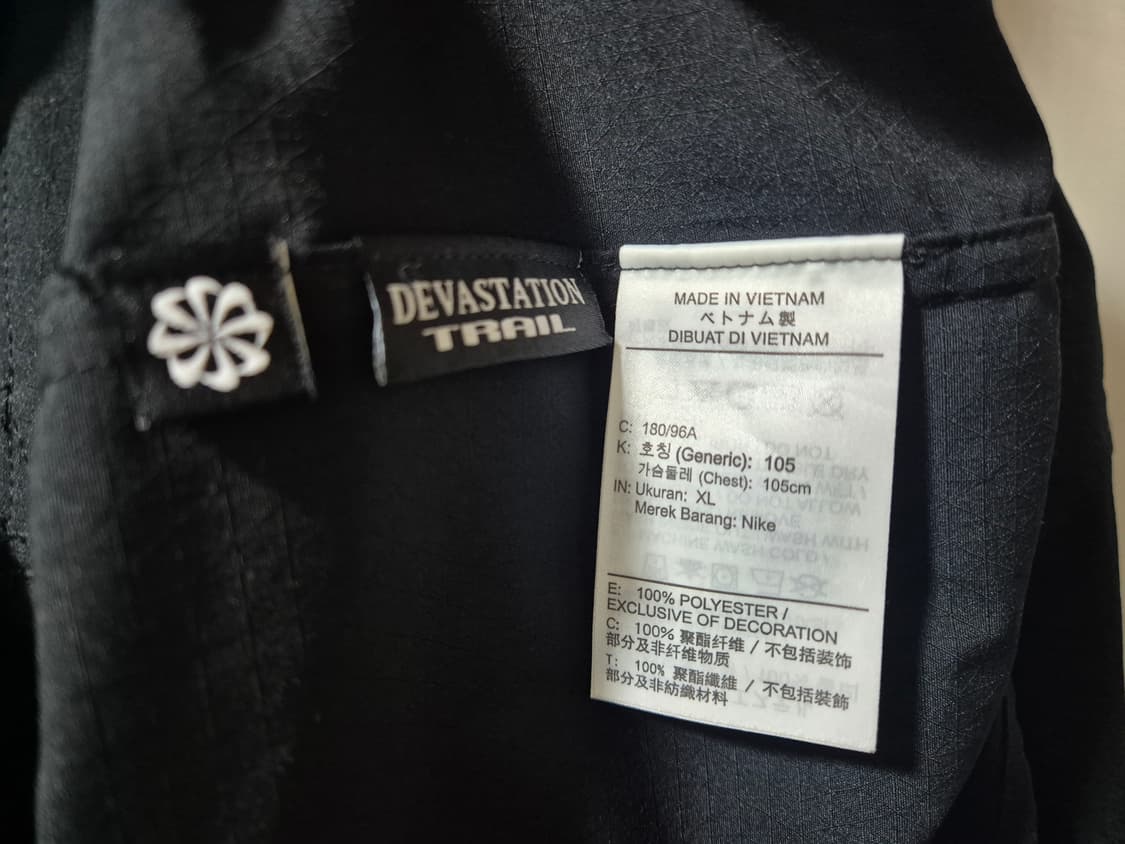 DEVASTATION
TRAIL
MADE IN VIETNAM
ベトナム製
DIBUAT DI VIETNAM
C: 180/96A
K: 호칭 (Generic): 105
가슴둘레 (Chest): 105cm
IN: Ukuran: XL
Merek Barang: Nike
E: 100% POLYESTER /
EXCLUSIVE OF DECORATION
C: 100% 聚酯纤维 / 不包括装饰
部分及非纤维物质
T: 100% 聚酯纖維 / 不包括裝飾
部分及非紡織材料